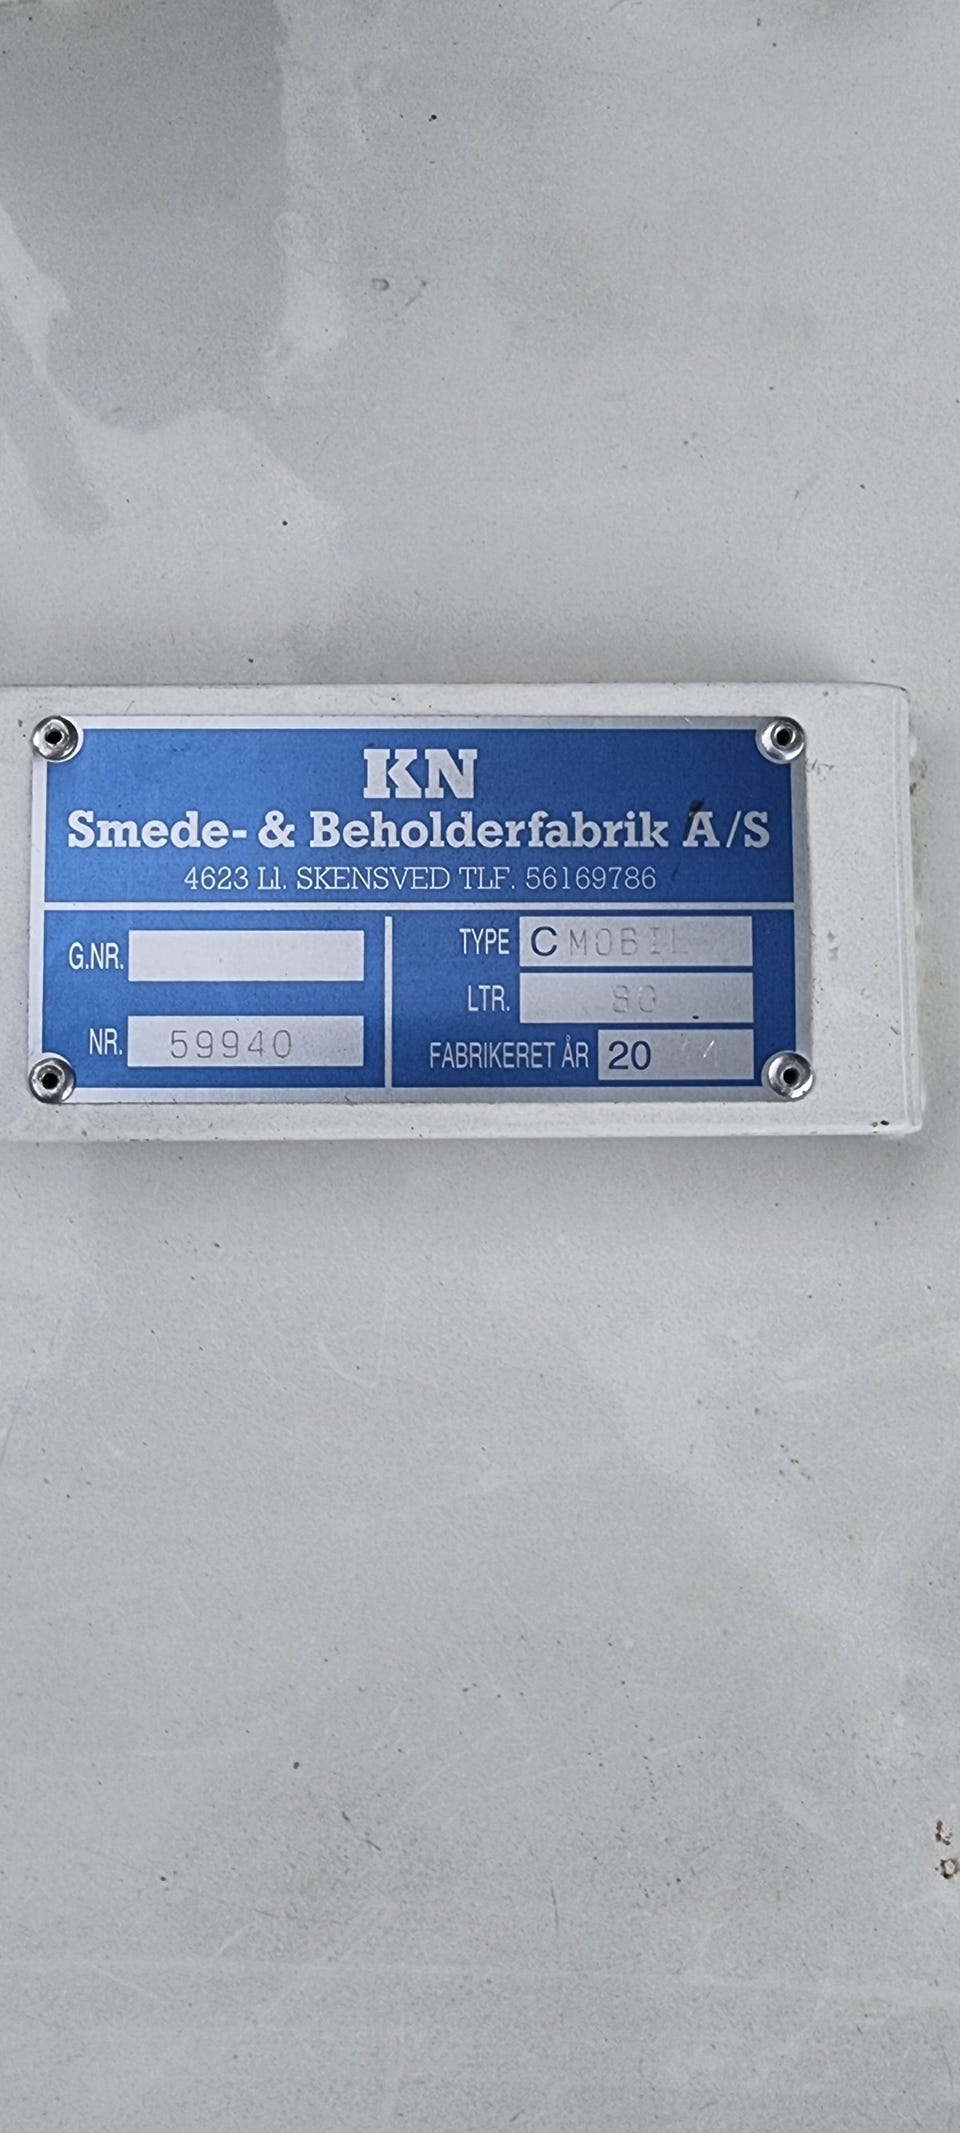 KN
Smede- & Beholderfabrik A/S
4623 Ll. SKENSVED TLF. 56169786
G.NR.
NR. 59940
TYPE C MOBIL
LTR. 80
FABRIKERET ÅR 20